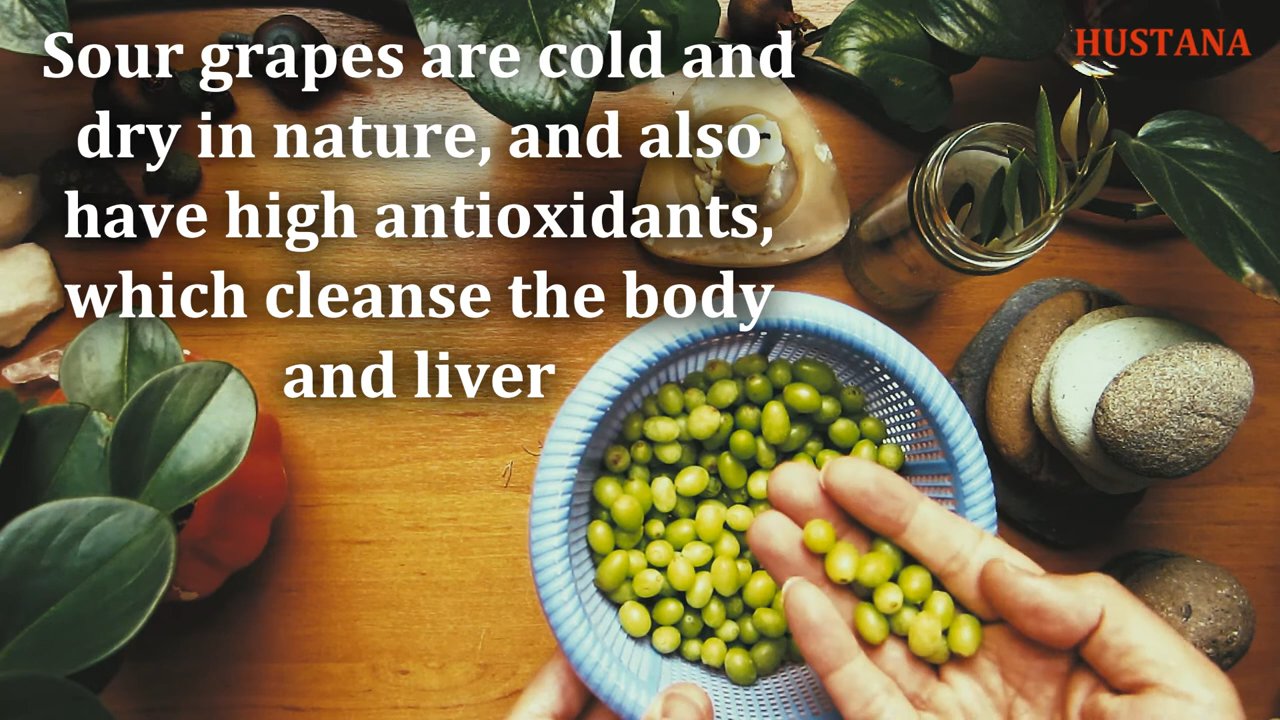 Sour grapes are cold and
dry in nature, and also
have high antioxidants,
which cleanse the body
and liver
HUSTANA